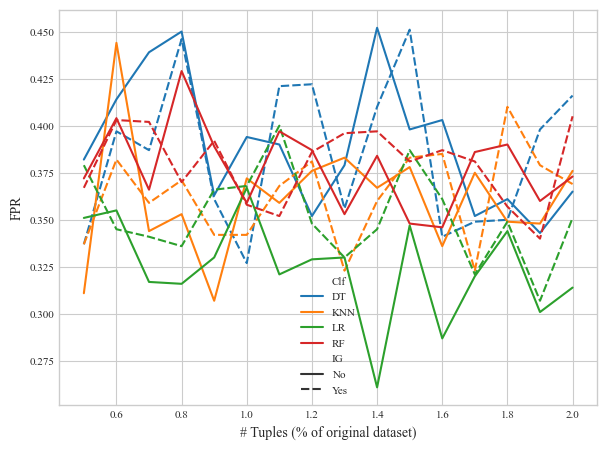 0.450
0.425
0.400
0.375
0.350
0.325
0.300
0.275
FPR
Clf
DT
KNN
LR
RF
IG
No
Yes
0.6 0.8 1.0 1.2 1.4 1.6 1.8 2.0
# Tuples (% of original dataset)